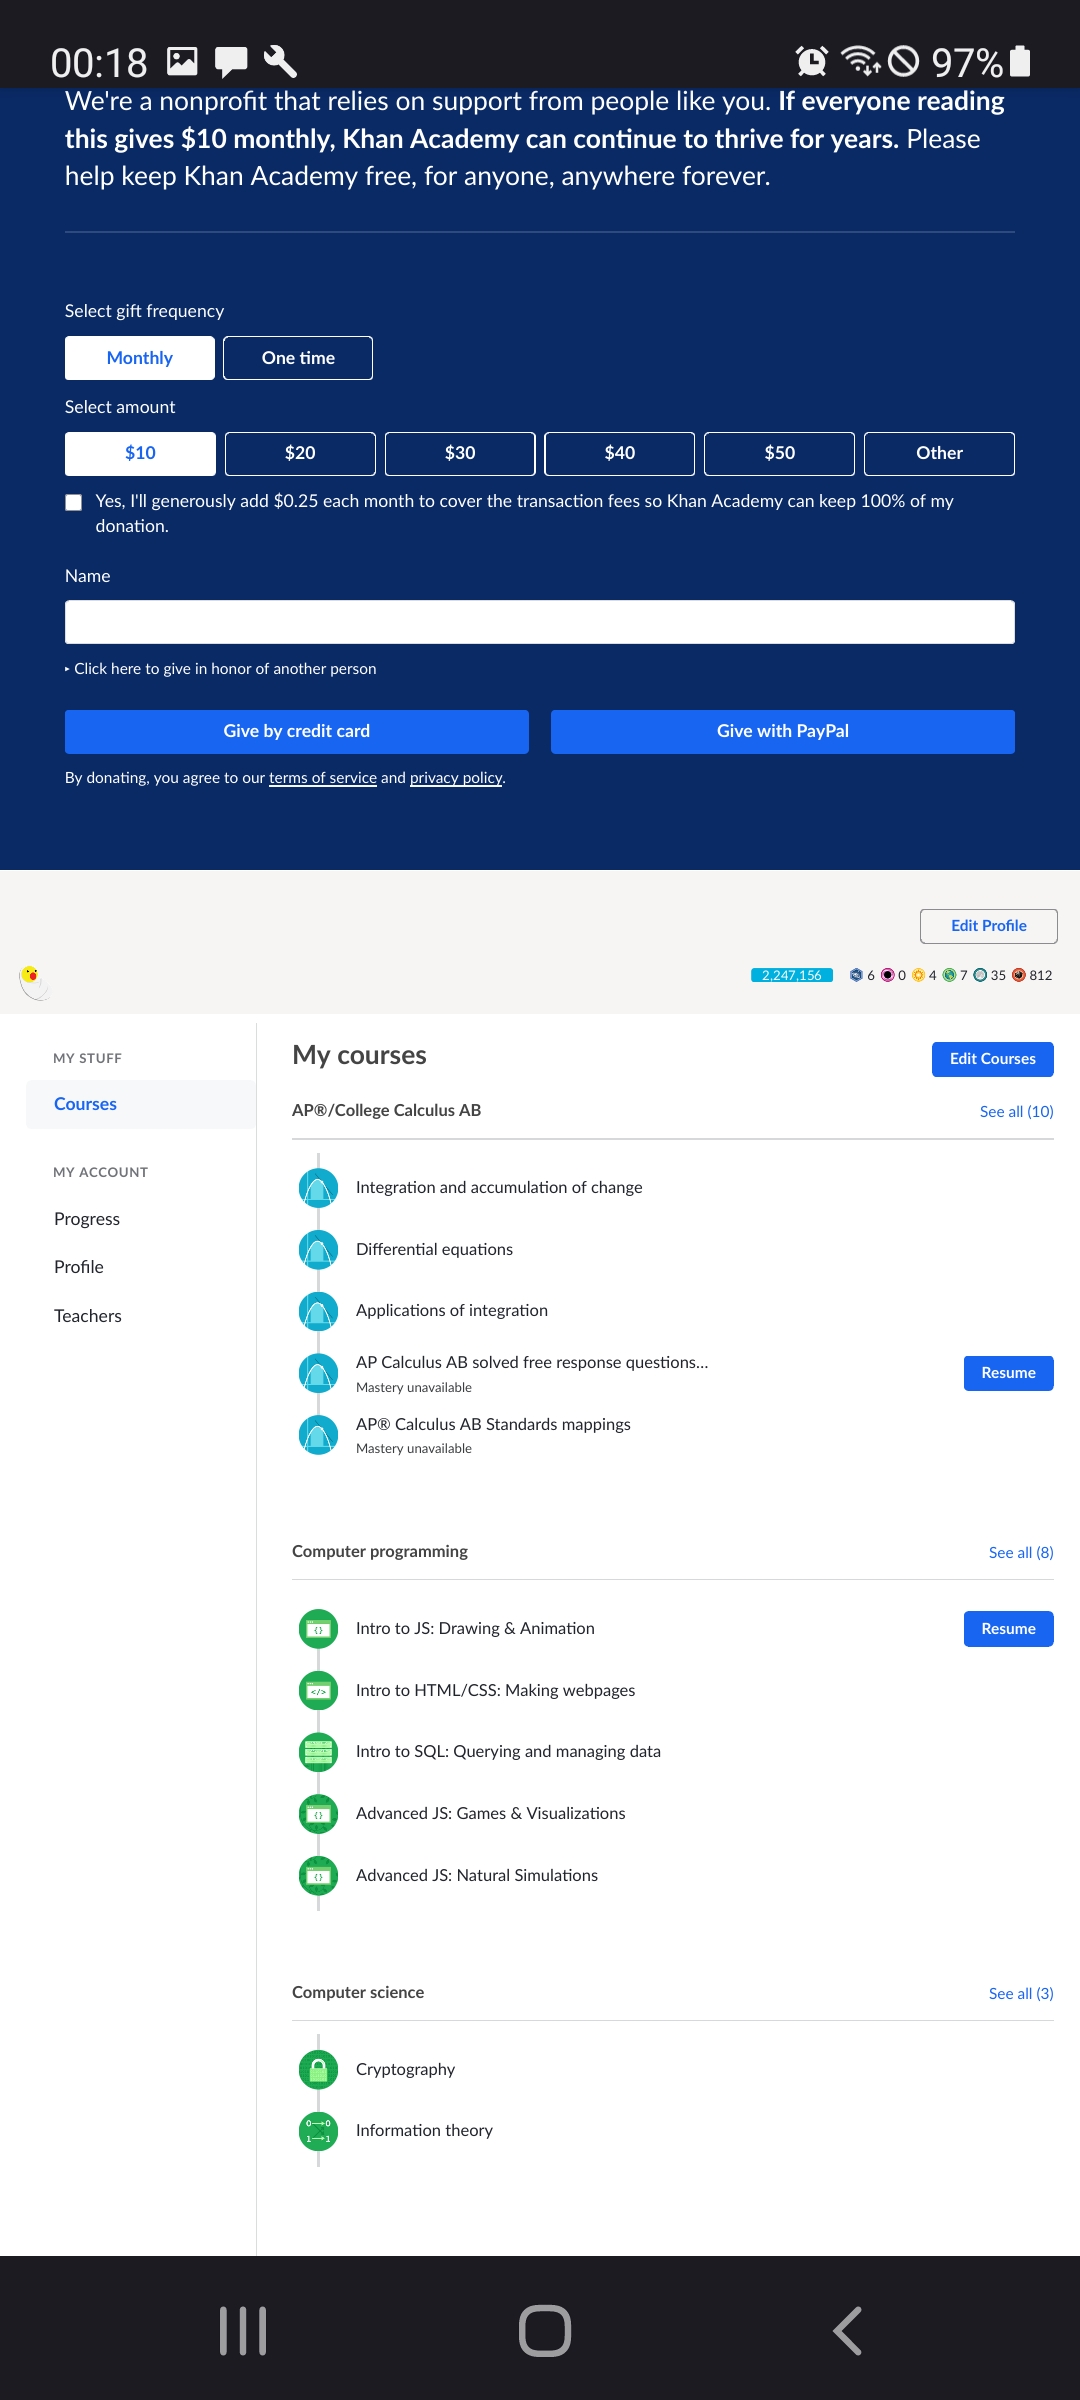 00:18
97%
We're a nonprofit that relies on support from people like you. If everyone reading
this gives $10 monthly, Khan Academy can continue to thrive for years. Please
help keep Khan Academy free, for anyone, anywhere forever.
Select gift frequency
Monthly
One time
Select amount
$10
$20
$30
$40
$50
Other
Yes, I'll generously add $0.25 each month to cover the transaction fees so Khan Academy can keep 100% of my
donation.
Name
‣ Click here to give in honor of another person
Give by credit card
Give with PayPal
By donating, you agree to our terms of service and privacy policy.
Edit Profile
2,247,156
6
0
4
7
35
812
MY STUFF
Courses
MY ACCOUNT
Progress
Profile
Teachers
My courses
Edit Courses
AP®/College Calculus AB
See all (10)
Integration and accumulation of change
Differential equations
Applications of integration
AP Calculus AB solved free response questions...
Mastery unavailable
Resume
AP® Calculus AB Standards mappings
Mastery unavailable
Computer programming
See all (8)
Intro to JS: Drawing & Animation
Resume
Intro to HTML/CSS: Making webpages
Intro to SQL: Querying and managing data
Advanced JS: Games & Visualizations
Advanced JS: Natural Simulations
Computer science
See all (3)
Cryptography
Information theory